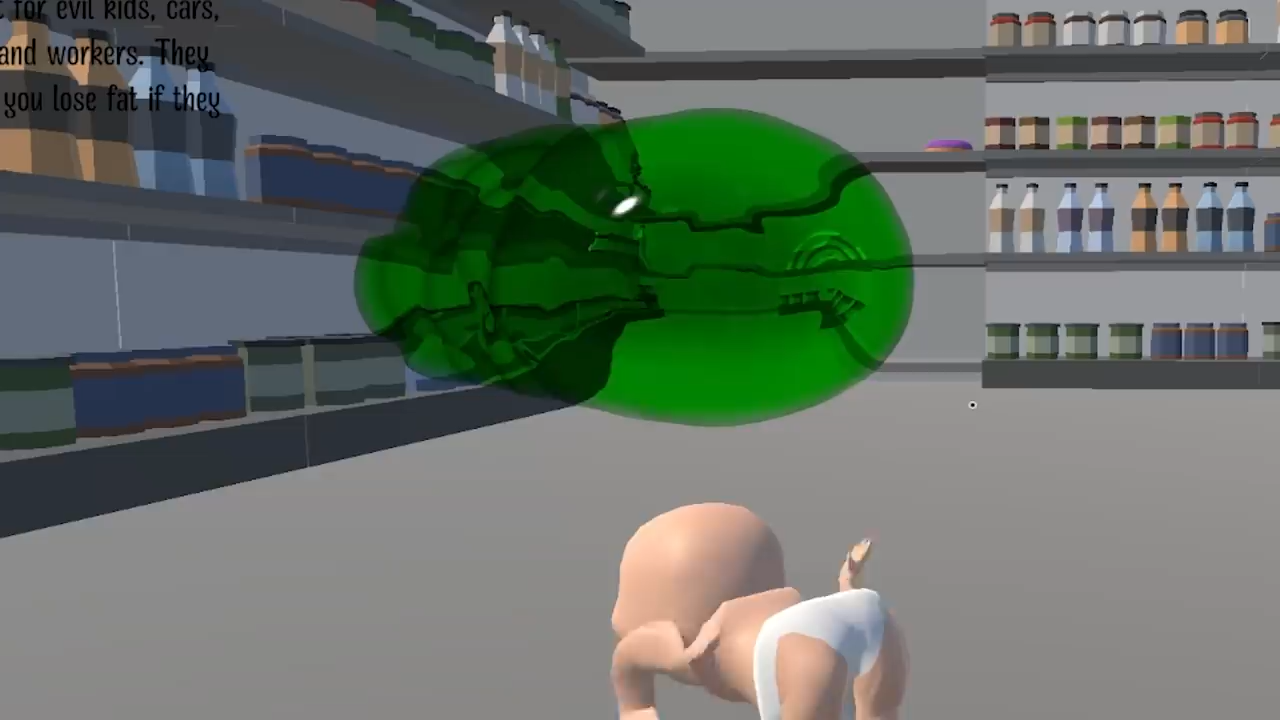 for evil kids, cars,
and workers. They
you lose fat if they